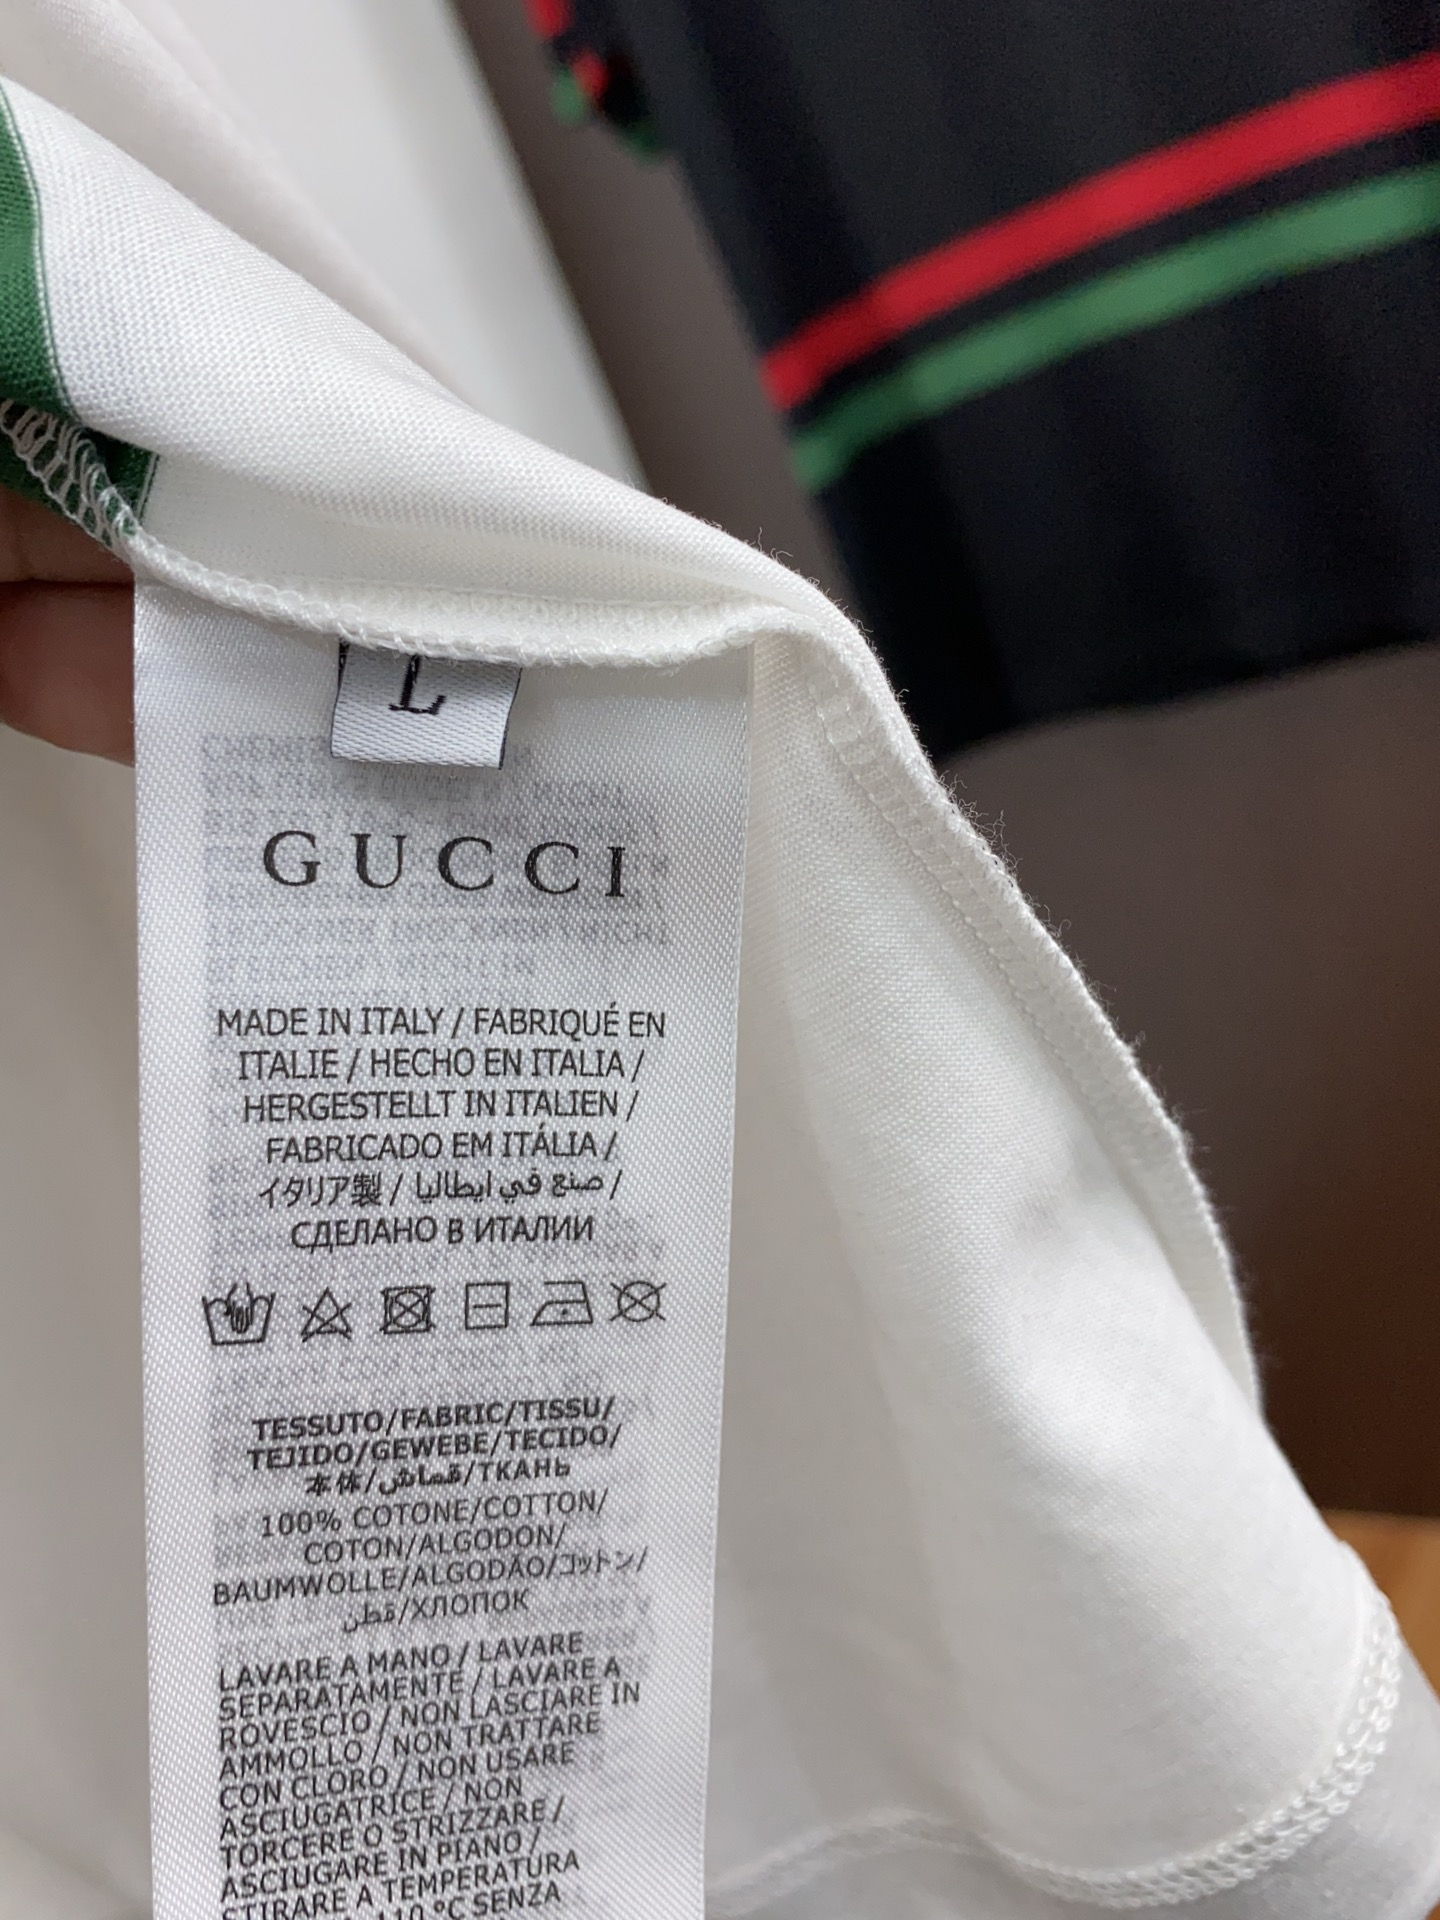 L
GUCCI
MADE IN ITALY / FABRIQUÉ EN
ITALIE / HECHO EN ITALIA /
HERGESTELLT IN ITALIEN /
FABRICADO EM ITÁLIA /
イタリア製 / صنع في ايطاليا /
СДЕЛАНО В ИТАЛИИ
TESSUTO/FABRIC/TISSU/
TEJIDO/GEWEBE/TECIDO/
本体/قماش/ТКАНЬ
100% COTONE/COTTON/
COTON/ALGODON/
BAUMWOLLE/ALGODÃO/コットン/
قطن/ХЛОПОК
LAVARE A MANO / LAVARE
SEPARATAMENTE / LAVARE A
ROVESCIO / NON LASCIARE IN
AMMOLLO / NON TRATTARE
CON CLORO / NON USARE
ASCIUGATRICE / NON
TORCERE O STRIZZARE /
ASCIUGARE IN PIANO /
STIRARE A TEMPERATURA
110 °C SENZA